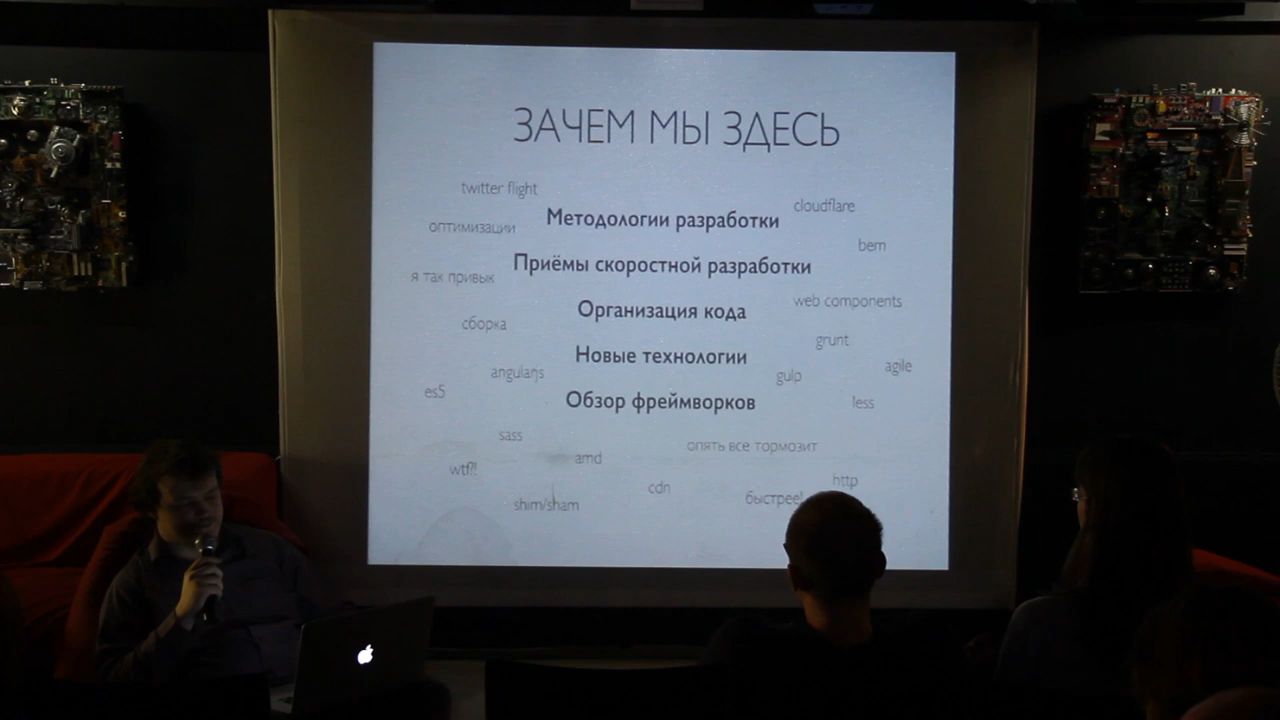 ЗАЧЕМ МЫ ЗДЕСЬ
twitter flight
cloudflare
Методологии разработки
оптимизации
bem
Приёмы скоростной разработки
я так привык
web components
Организация кода
сборка
grunt
Новые технологии
agile
angularjs
gulp
es5
Обзор фреймворков
less
sass
опять все тормозит
amd
wtf?!
http
cdn
быстрее!
shim/sham